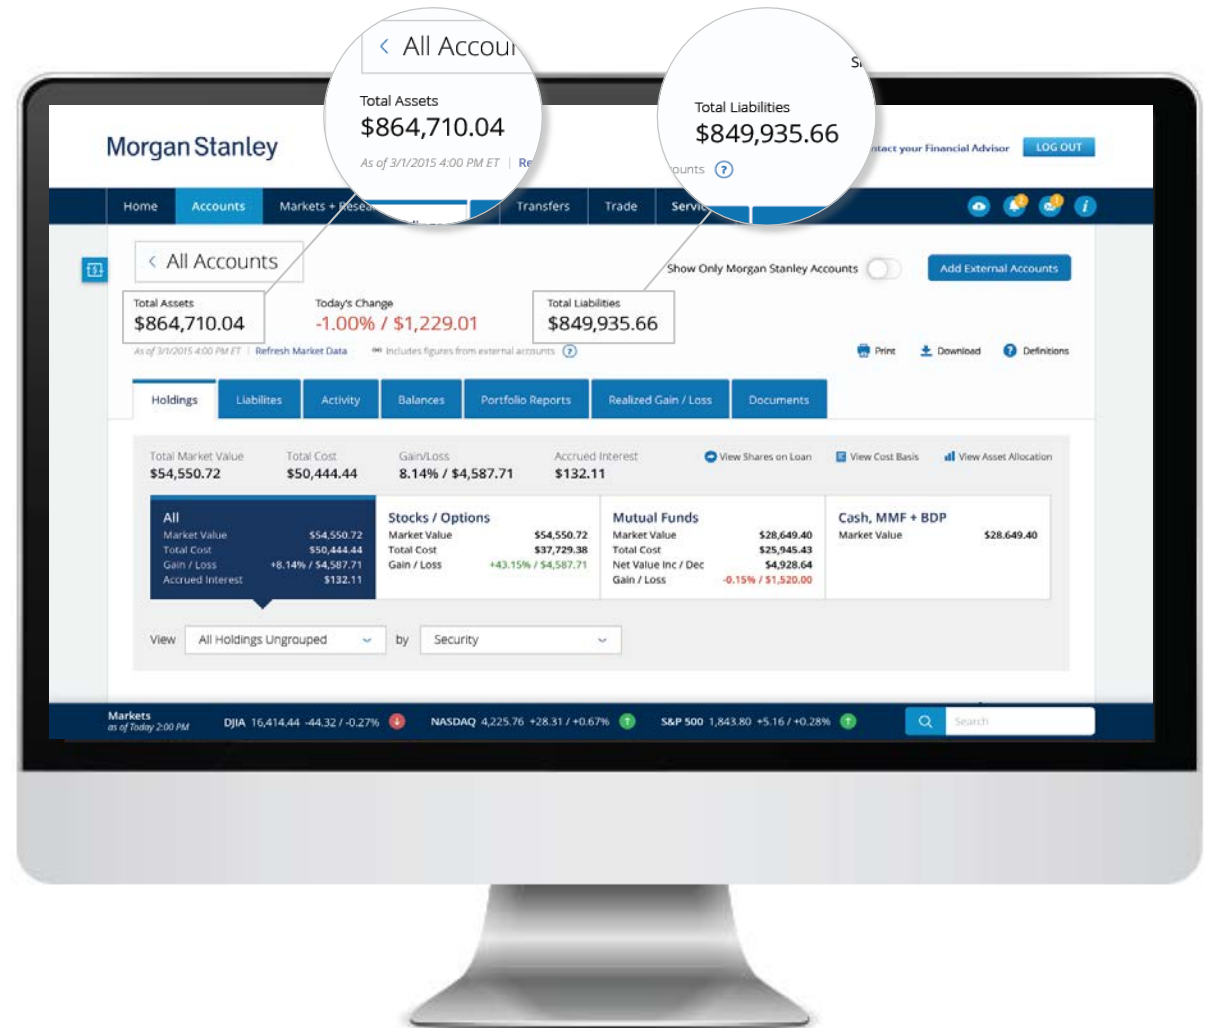 All Accoun
Total Assets
$864,710.04
As of 3/1/2015 4:00 PM ET | Re
Total Liabilities
$849,935.66
ounts
Morgan Stanley
ntact your Financial Advisor LOG OUT
Home Accounts Markets + Resea Transfers Trade Servic
All Accounts
Show Only Morgan Stanley Accounts Add External Accounts
Total Assets Today's Change Total Liabilities
$864,710.04 -1.00% / $1,229.01 $849,935.66
As of 3/1/2015 4:00 PM ET | Refresh Market Data Includes figures from external accounts ? Print Download Definitions
Holdings Liabilites Activity Balances Portfolio Reports Realized Gain / Loss Documents
Total Market Value Total Cost Gain/Loss Accrued Interest View Shares on Loan View Cost Basis View Asset Allocation
$54,550.72 $50,444.44 8.14% / $4,587.71 $132.11
All Stocks / Options Mutual Funds Cash, MMF + BDP
Market Value $54,550.72 Market Value $54,550.72 Market Value $28,649.40 Market Value $28.649.40
Total Cost $50,444.44 Total Cost $37,729.38 Total Cost $25,945.43
Gain / Loss +8.14% / $4,587.71 Gain / Loss +43.15% / $4,587.71 Net Value Inc / Dec $4,928.64
Accrued Interest $132.11 Gain / Loss -0.15% / $1,520.00
View All Holdings Ungrouped by Security
Markets
as of Today 2:00 PM DJIA 16,414.44 -44.32 / -0.27% NASDAQ 4,225.76 +28.31 / +0.67% S&P 500 1,843.80 +5.16 / +0.28% Search